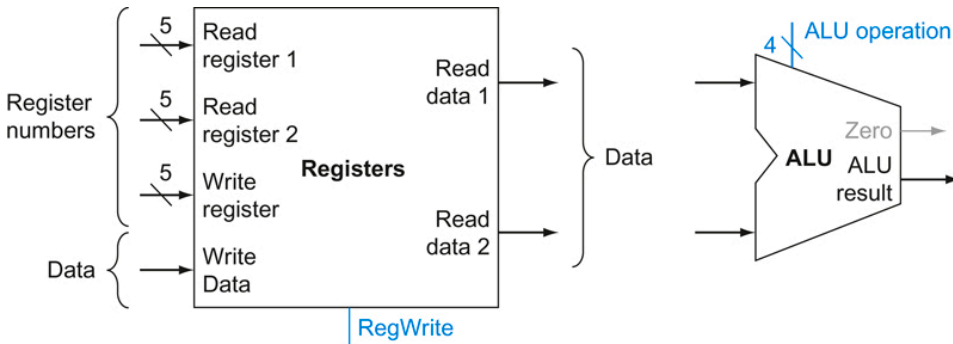 Register
numbers
Data
5
Read
register 1
5
Read
register 2
5
Write
register
Write
Data
Registers
Read
data 1
Read
data 2
RegWrite
Data
4
ALU operation
ALU
Zero
ALU
result